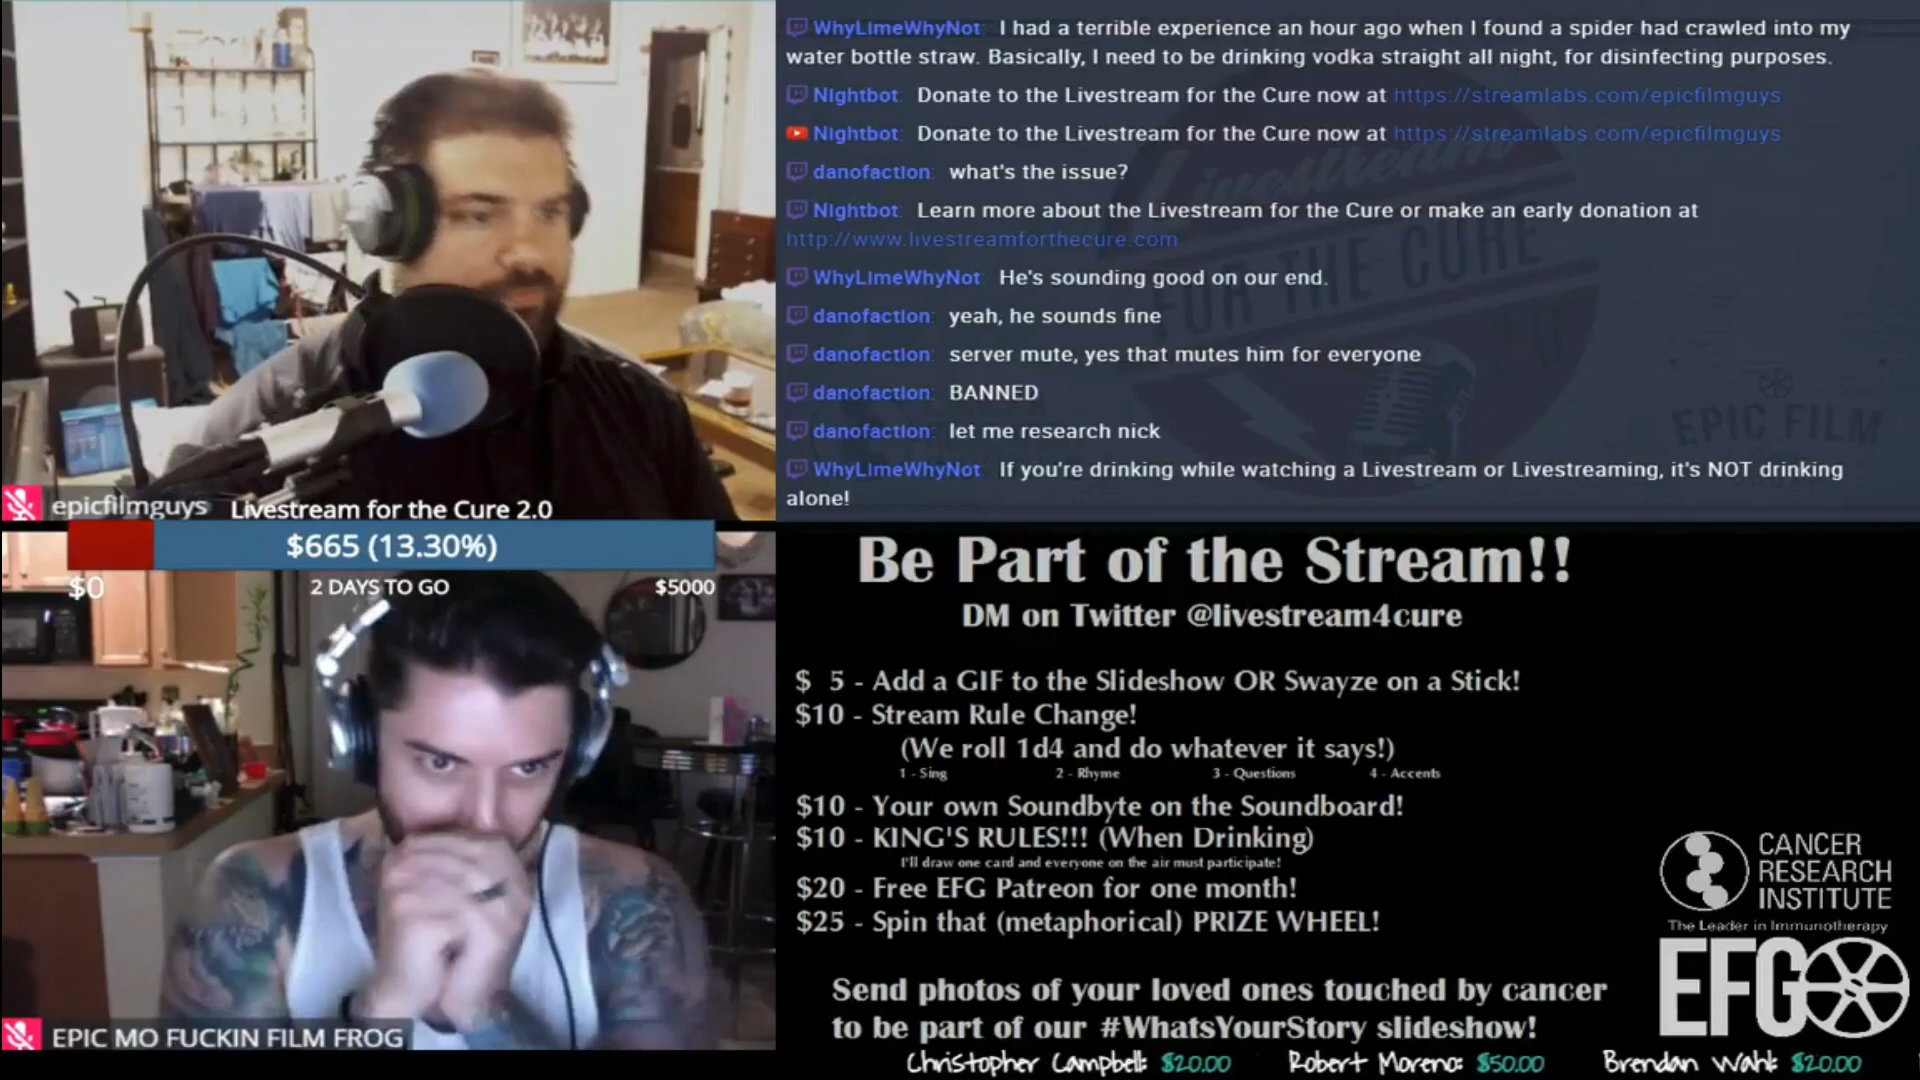 WhyLimeWhyNot: I had a terrible experience an hour ago when I found a spider had crawled into my
water bottle straw. Basically, I need to be drinking vodka straight all night, for disinfecting purposes.
Nightbot: Donate to the Livestream for the Cure now at https://streamlabs.com/epicfilmguys
Nightbot: Donate to the Livestream for the Cure now at https://streamlabs.com/epicfilmguys
danofaction: what's the issue?
Nightbot: Learn more about the Livestream for the Cure or make an early donation at
http://www.livestreamforthecure.com
WhyLimeWhyNot: He's sounding good on our end.
danofaction: yeah, he sounds fine
danofaction: server mute, yes that mutes him for everyone
danofaction: BANNED
danofaction: let me research nick
WhyLimeWhyNot: If you're drinking while watching a Livestream or Livestreaming, it's NOT drinking
alone!
Livestream
FOR THE CURE
EPIC FILM
epicfilmguys
Livestream for the Cure 2.0
$665 (13.30%)
$0
2 DAYS TO GO
$5000
EPIC MO FUCKIN FILM FROG
Be Part of the Stream!!
DM on Twitter @livestream4cure
$ 5 - Add a GIF to the Slideshow OR Swayze on a Stick!
$10 - Stream Rule Change!
(We roll 1d4 and do whatever it says!)
1 - Sing 2 - Rhyme 3 - Questions 4 - Accents
$10 - Your own Soundbyte on the Soundboard!
$10 - KING'S RULES!!! (When Drinking)
I'll draw one card and everyone on the air must participate!
$20 - Free EFG Patreon for one month!
$25 - Spin that (metaphorical) PRIZE WHEEL!
CANCER
RESEARCH
INSTITUTE
The Leader in Immunotherapy
EFG
Send photos of your loved ones touched by cancer
to be part of our #WhatsYourStory slideshow!
Christopher Campbell: $20.00 Robert Moreno: $50.00 Brendan Wahl: $20.00